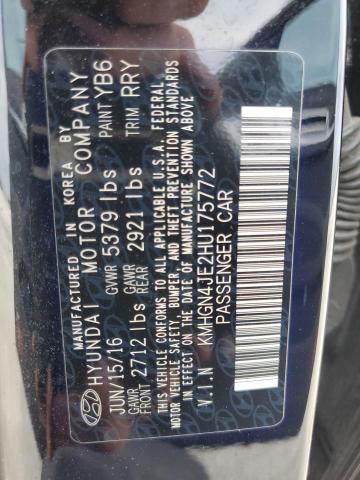 MANUFACTURED IN KOREA BY
HYUNDAI MOTOR COMPANY
JUN/15/16 GVWR 5379 lbs PAINT YB6
GAWR FRONT 2712 lbs GAWR REAR 2921 lbs TRIM RRY
THIS VEHICLE CONFORMS TO ALL APPLICABLE U.S.A. FEDERAL
MOTOR VEHICLE SAFETY, BUMPER, AND THEFT PREVENTION STANDARDS
IN EFFECT ON THE DATE OF MANUFACTURE SHOWN ABOVE
V.I.N KMHGN4JE2HU175772
PASSENGER CAR